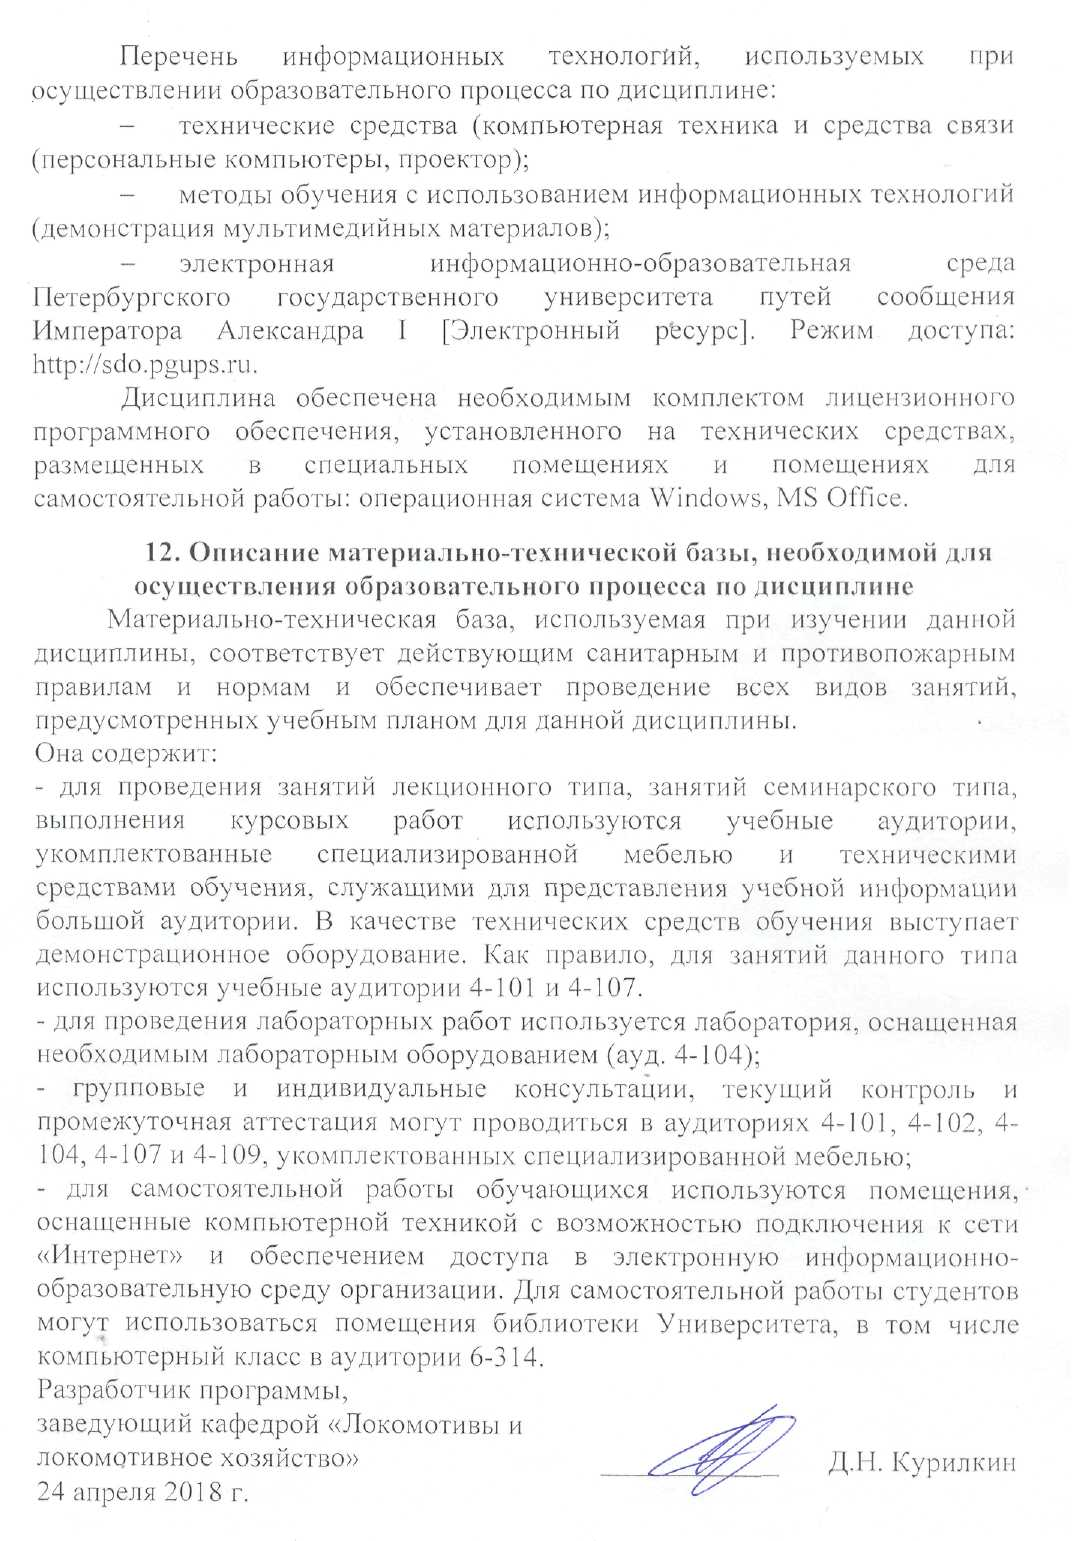 Перечень информационных технологий, используемых при
осуществлении образовательного процесса по дисциплине:
– технические средства (компьютерная техника и средства связи
(персональные компьютеры, проектор);
– методы обучения с использованием информационных технологий
(демонстрация мультимедийных материалов);
– электронная информационно-образовательная среда
Петербургского государственного университета путей сообщения
Императора Александра I [Электронный ресурс]. Режим доступа:
http://sdo.pgups.ru.
Дисциплина обеспечена необходимым комплектом лицензионного
программного обеспечения, установленного на технических средствах,
размещенных в специальных помещениях и помещениях для
самостоятельной работы: операционная система Windows, MS Office.
12. Описание материально-технической базы, необходимой для
осуществления образовательного процесса по дисциплине
Материально-техническая база, используемая при изучении данной
дисциплины, соответствует действующим санитарным и противопожарным
правилам и нормам и обеспечивает проведение всех видов занятий,
предусмотренных учебным планом для данной дисциплины.
Она содержит:
- для проведения занятий лекционного типа, занятий семинарского типа,
выполнения курсовых работ используются учебные аудитории,
укомплектованные специализированной мебелью и техническими
средствами обучения, служащими для представления учебной информации
большой аудитории. В качестве технических средств обучения выступает
демонстрационное оборудование. Как правило, для занятий данного типа
используются учебные аудитории 4-101 и 4-107.
- для проведения лабораторных работ используется лаборатория, оснащенная
необходимым лабораторным оборудованием (ауд. 4-104);
- групповые и индивидуальные консультации, текущий контроль и
промежуточная аттестация могут проводиться в аудиториях 4-101, 4-102, 4-
104, 4-107 и 4-109, укомплектованных специализированной мебелью;
- для самостоятельной работы обучающихся используются помещения,
оснащенные компьютерной техникой с возможностью подключения к сети
«Интернет» и обеспечением доступа в электронную информационно-
образовательную среду организации. Для самостоятельной работы студентов
могут использоваться помещения библиотеки Университета, в том числе
компьютерный класс в аудитории 6-314.
Разработчик программы,
заведующий кафедрой «Локомотивы и
локомотивное хозяйство» Д.Н. Курилкин
24 апреля 2018 г.